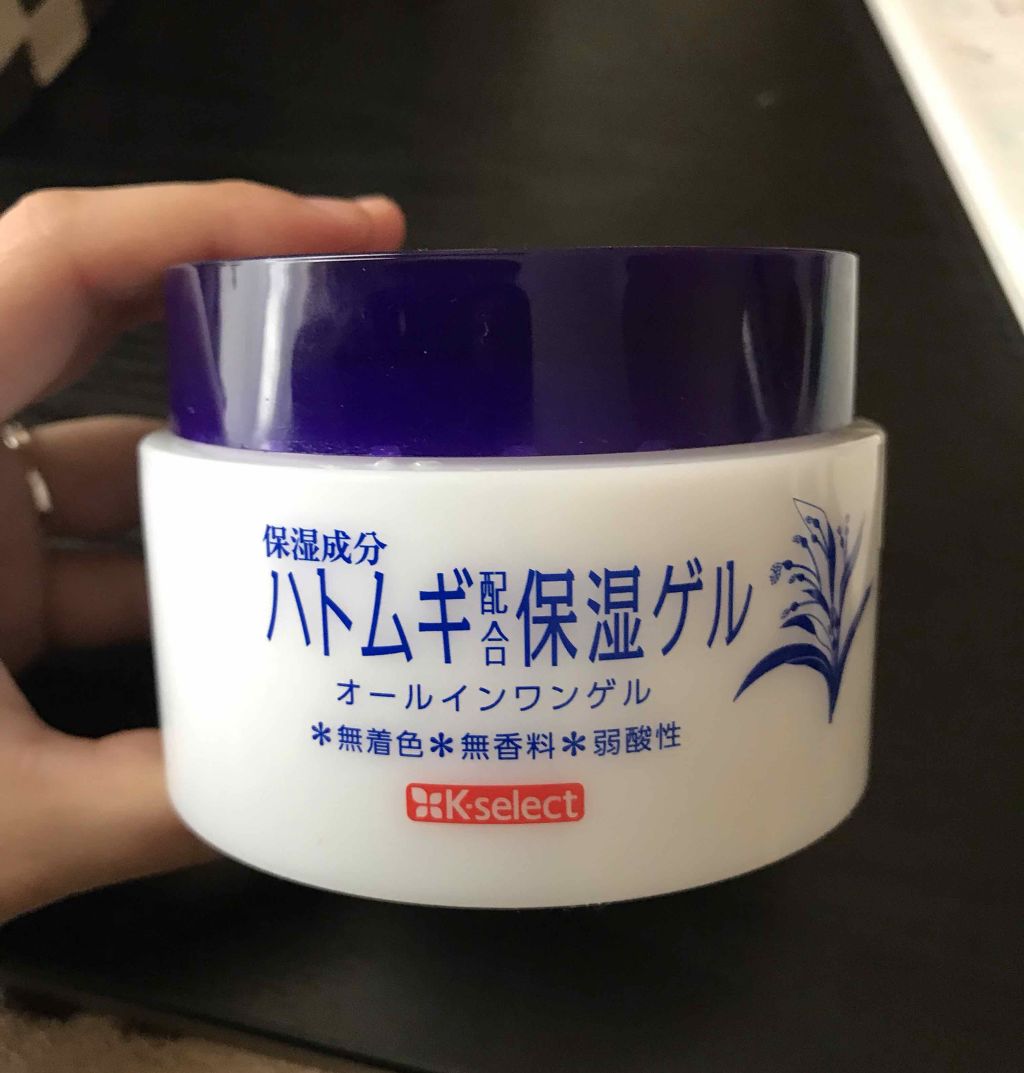 保湿成分
ハトムギ配合保湿ゲル
オールインワンゲル
＊無着色＊無香料＊弱酸性
K·select